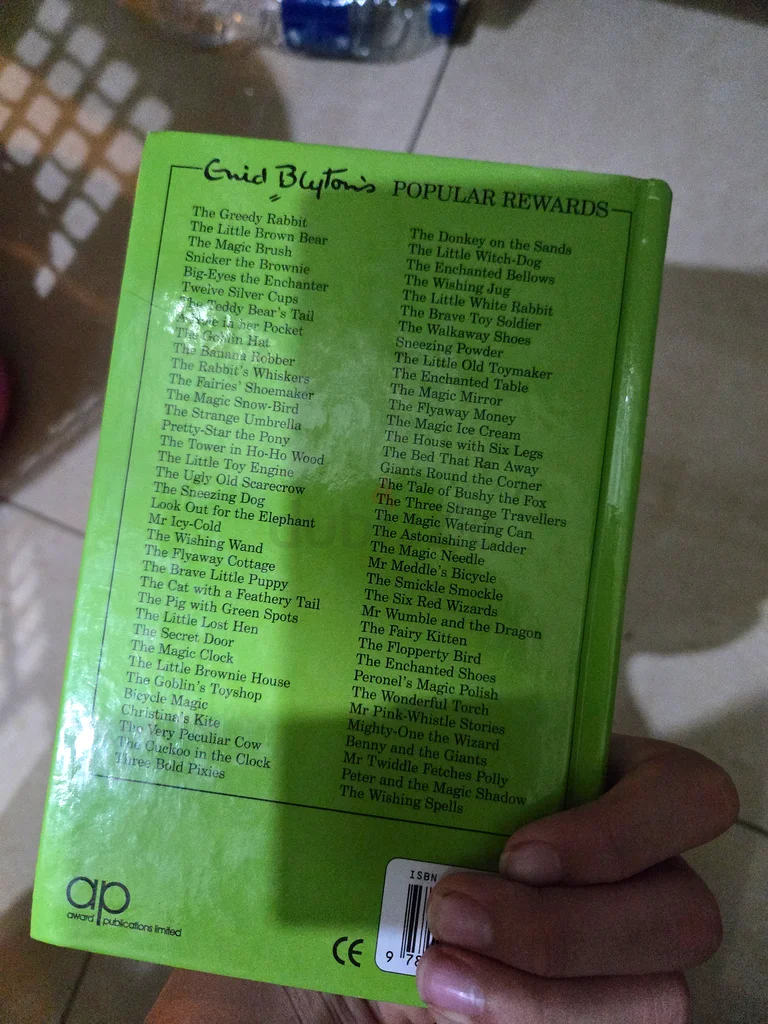 Enid Blyton's POPULAR REWARDS
The Greedy Rabbit
The Little Brown Bear
The Magic Brush
Snicker the Brownie
Big-Eyes the Enchanter
Twelve Silver Cups
The Teddy Bear's Tail
in her Pocket
The Goblin Hat
The Banana Robber
The Rabbit's Whiskers
The Fairies' Shoemaker
The Magic Snow-Bird
The Strange Umbrella
Pretty-Star the Pony
The Tower in Ho-Ho Wood
The Little Toy Engine
The Ugly Old Scarecrow
The Sneezing Dog
Look Out for the Elephant
Mr Icy-Cold
The Wishing Wand
The Flyaway Cottage
The Brave Little Puppy
The Cat with a Feathery Tail
The Pig with Green Spots
The Little Lost Hen
The Secret Door
The Magic Clock
The Little Brownie House
The Goblin's Toyshop
Bicycle Magic
Christina's Kite
The Very Peculiar Cow
The Cuckoo in the Clock
Three Bold Pixies
The Donkey on the Sands
The Little Witch-Dog
The Enchanted Bellows
The Wishing Jug
The Little White Rabbit
The Brave Toy Soldier
The Walkaway Shoes
Sneezing Powder
The Little Old Toymaker
The Enchanted Table
The Magic Mirror
The Flyaway Money
The Magic Ice Cream
The House with Six Legs
The Bed That Ran Away
Giants Round the Corner
The Tale of Bushy the Fox
The Three Strange Travellers
The Magic Watering Can
The Astonishing Ladder
The Magic Needle
Mr Meddle's Bicycle
The Smickle Smockle
The Six Red Wizards
Mr Wumble and the Dragon
The Fairy Kitten
The Flopperty Bird
The Enchanted Shoes
Peronel's Magic Polish
The Wonderful Torch
Mr Pink-Whistle Stories
Mighty-One the Wizard
Benny and the Giants
Mr Twiddle Fetches Polly
Peter and the Magic Shadow
The Wishing Spells
ap
award publications limited
CE
ISBN
9 78